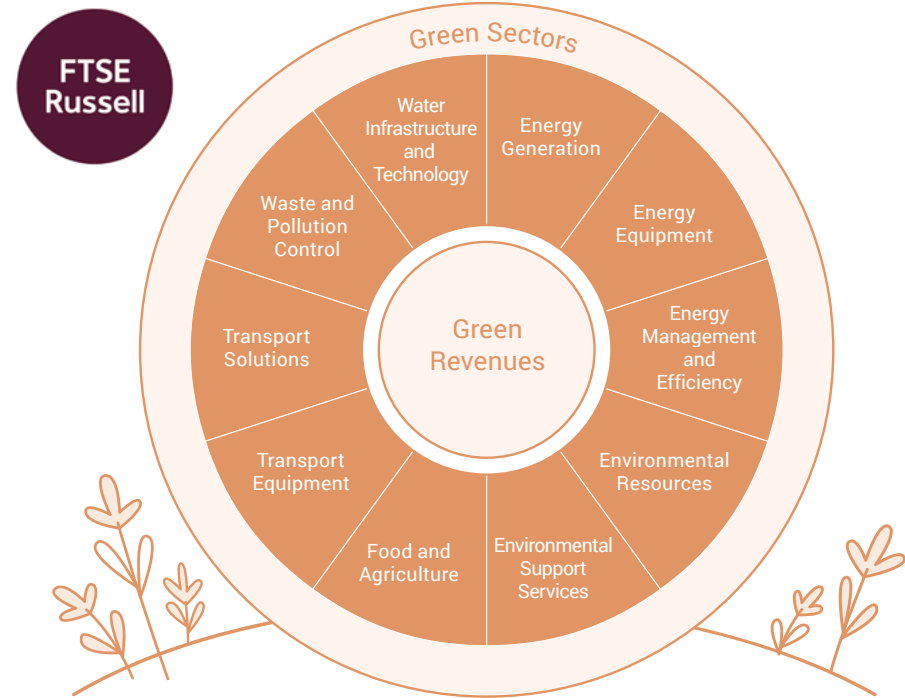 FTSE
Russell
Green Sectors
Energy
Generation
Energy
Equipment
Energy
Management
and
Efficiency
Environmental
Resources
Environmental
Support
Services
Food and
Agriculture
Transport
Equipment
Transport
Solutions
Waste and
Pollution
Control
Water
Infrastructure
and
Technology
Green
Revenues